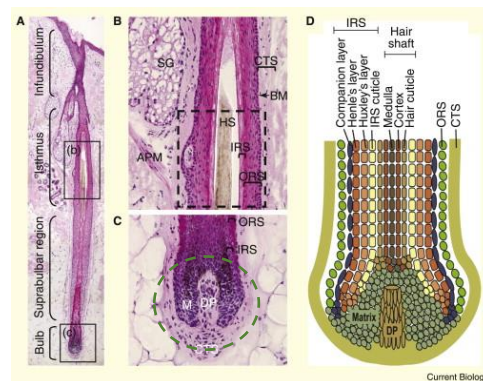 A
Infundibulum
Isthmus
Suprabulbar region
Bulb
(b)
(c)
B
SG
CTS
BM
HS
IRS
APM
ORS
C
ORS
IRS
M
DP
D
IRS
Hair
shaft
Companion layer
Henle's layer
Huxley's layer
IRS cuticle
Medulla
Cortex
Hair cuticle
ORS
CTS
Matrix
DP
Current Biology